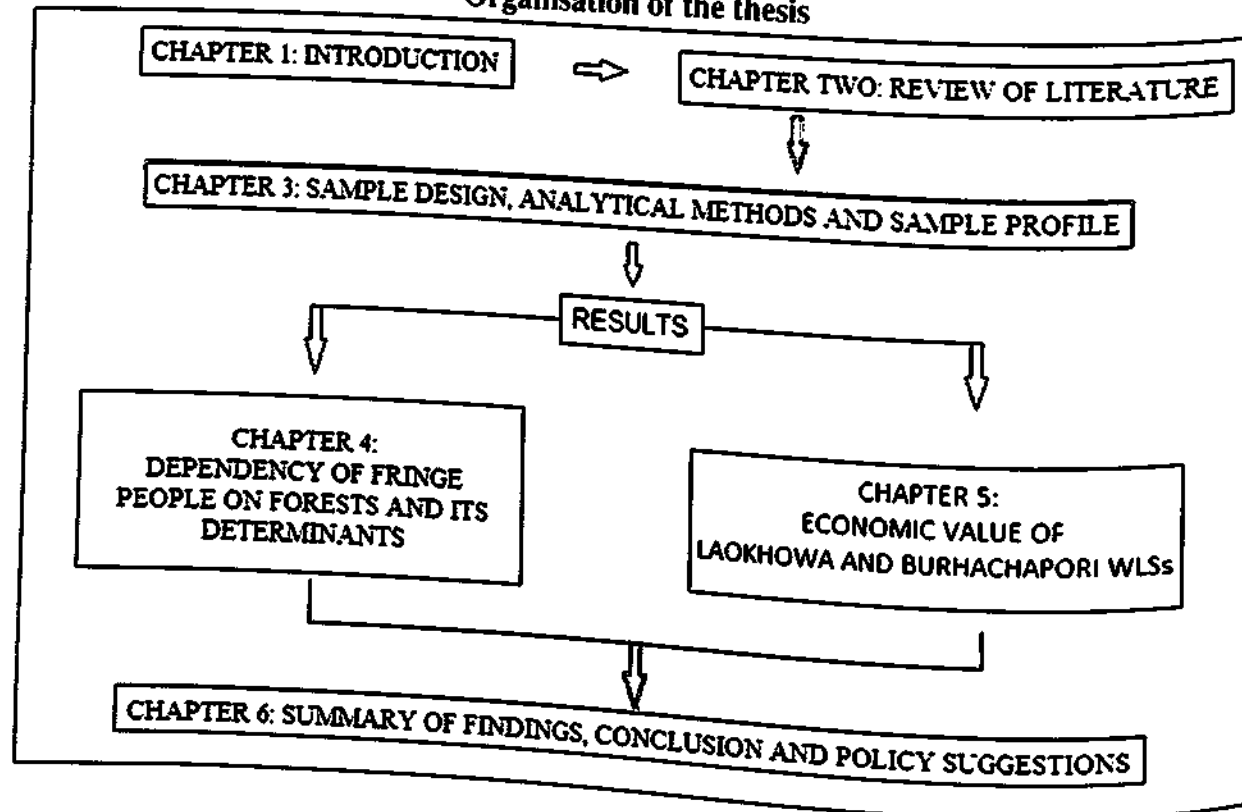 Organisation of the thesis
CHAPTER 1: INTRODUCTION
CHAPTER TWO: REVIEW OF LITERATURE
CHAPTER 3: SAMPLE DESIGN, ANALYTICAL METHODS AND SAMPLE PROFILE
RESULTS
CHAPTER 4:
DEPENDENCY OF FRINGE
PEOPLE ON FORESTS AND ITS
DETERMINANTS
CHAPTER 5:
ECONOMIC VALUE OF
LAOKHOWA AND BURHACHAPORI WLSs
CHAPTER 6: SUMMARY OF FINDINGS, CONCLUSION AND POLICY SUGGESTIONS